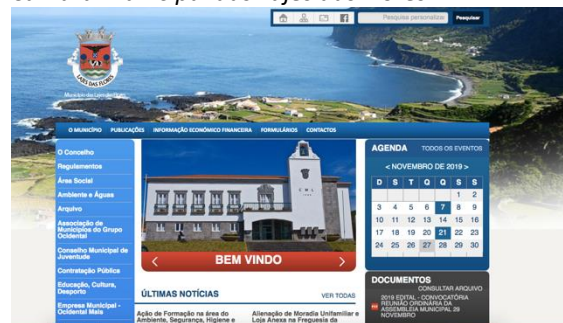 Pesquisa personalizada
Pesquisar
LAJES DAS FLORES
Município das Lajes das Flores
O MUNICÍPIO PUBLICAÇÕES INFORMAÇÃO ECONÓMICO FINANCEIRA FORMULÁRIOS CONTACTOS
O Concelho
Regulamentos
Área Social
Ambiente e Águas
Arquivo
Associação de
Municípios do Grupo
Ocidental
Conselho Municipal de
Juventude
Contratação Pública
Educação, Cultura,
Desporto
Empresa Municipal -
Ocidental Mais
BEM VINDO
ÚLTIMAS NOTÍCIAS VER TODAS
Ação de Formação na área do
Ambiente, Segurança, Higiene e
Alienação de Moradia Unifamiliar e
Loja Anexa na Freguesia da
AGENDA TODOS OS EVENTOS
< NOVEMBRO DE 2019 >
D S T Q Q S S
1 2
3 4 5 6 7 8 9
10 11 12 13 14 15 16
17 18 19 20 21 22 23
24 25 26 27 28 29 30
DOCUMENTOS
CONSULTAR ARQUIVO
2019 EDITAL - CONVOCATÓRIA
REUNIÃO ORDINÁRIA DA
ASSEMBLEIA MUNICIPAL 29
NOVEMBRO